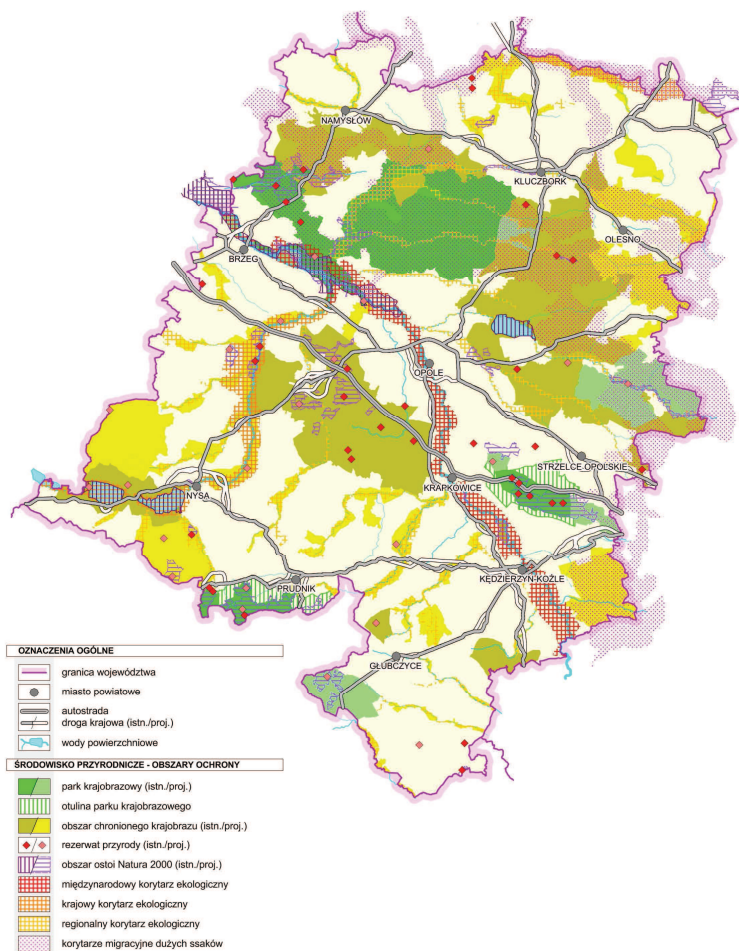 NAMYSŁÓW
KLUCZBORK
OLESNO
BRZEG
OPOLE
STRZELCE OPOLSKIE
NYSA
KRAPKOWICE
KĘDZIERZYN-KOŹLE
PRUDNIK
GŁUBCZYCE
OZNACZENIA OGÓLNE
granica województwa
miasto powiatowe
autostrada
droga krajowa (istn./proj.)
wody powierzchniowe
ŚRODOWISKO PRZYRODNICZE - OBSZARY OCHRONY
park krajobrazowy (istn./proj.)
otulina parku krajobrazowego
obszar chronionego krajobrazu (istn./proj.)
rezerwat przyrody (istn./proj.)
obszar ostoi Natura 2000 (istn./proj.)
międzynarodowy korytarz ekologiczny
krajowy korytarz ekologiczny
regionalny korytarz ekologiczny
korytarze migracyjne dużych ssaków